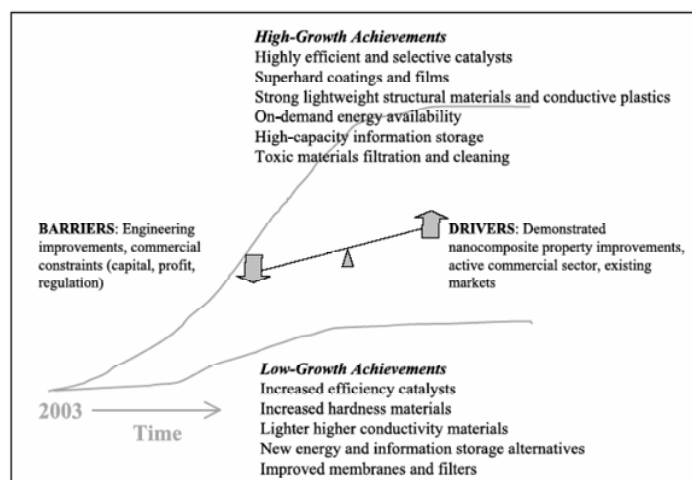 High-Growth Achievements
Highly efficient and selective catalysts
Superhard coatings and films
Strong lightweight structural materials and conductive plastics
On-demand energy availability
High-capacity information storage
Toxic materials filtration and cleaning
BARRIERS: Engineering
improvements, commercial
constraints (capital, profit,
regulation)
DRIVERS: Demonstrated
nanocomposite property improvements,
active commercial sector, existing
markets
Low-Growth Achievements
Increased efficiency catalysts
Increased hardness materials
Lighter higher conductivity materials
New energy and information storage alternatives
Improved membranes and filters
2003
Time